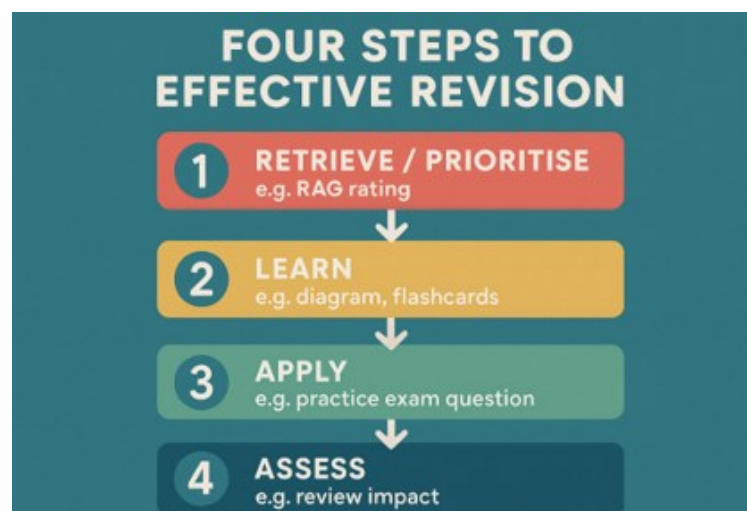 FOUR STEPS TO
EFFECTIVE REVISION
1
RETRIEVE / PRIORITISE
e.g. RAG rating
2
LEARN
e.g. diagram, flashcards
3
APPLY
e.g. practice exam question
4
ASSESS
e.g. review impact